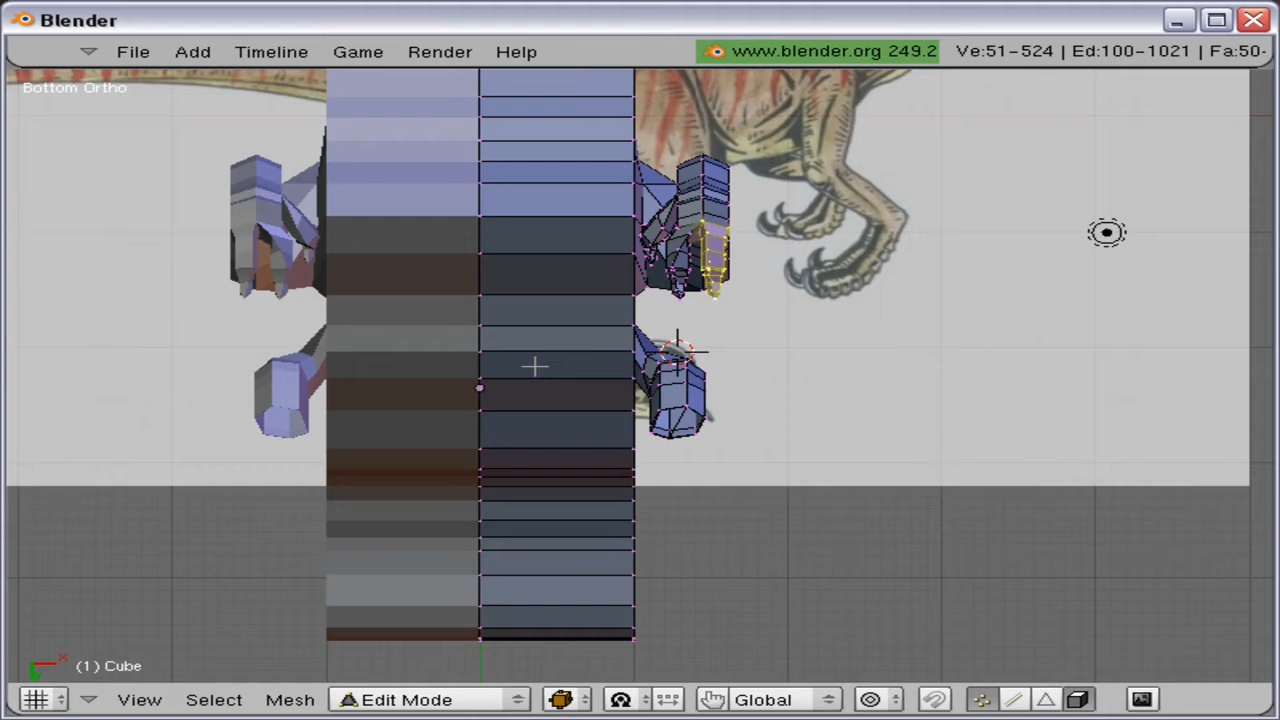 Blender
File Add Timeline Game Render Help www.blender.org 249.2 Ve:51-524 | Ed:100-1021 | Fa:50-
Bottom Ortho
x
(1) Cube
View Select Mesh Edit Mode Global